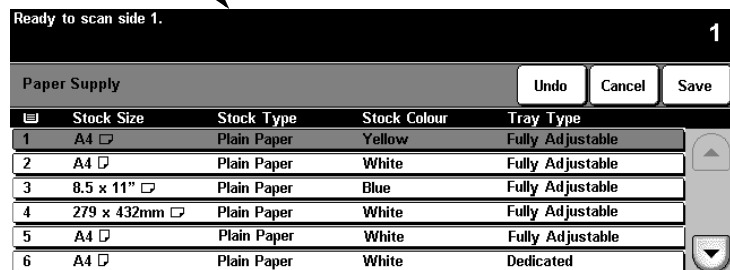 Ready to scan side 1.
1
Paper Supply
Undo Cancel Save
Stock Size Stock Type Stock Colour Tray Type
1 A4 Plain Paper Yellow Fully Adjustable
2 A4 Plain Paper White Fully Adjustable
3 8.5 x 11” Plain Paper Blue Fully Adjustable
4 279 x 432mm Plain Paper White Fully Adjustable
5 A4 Plain Paper White Fully Adjustable
6 A4 Plain Paper White Dedicated